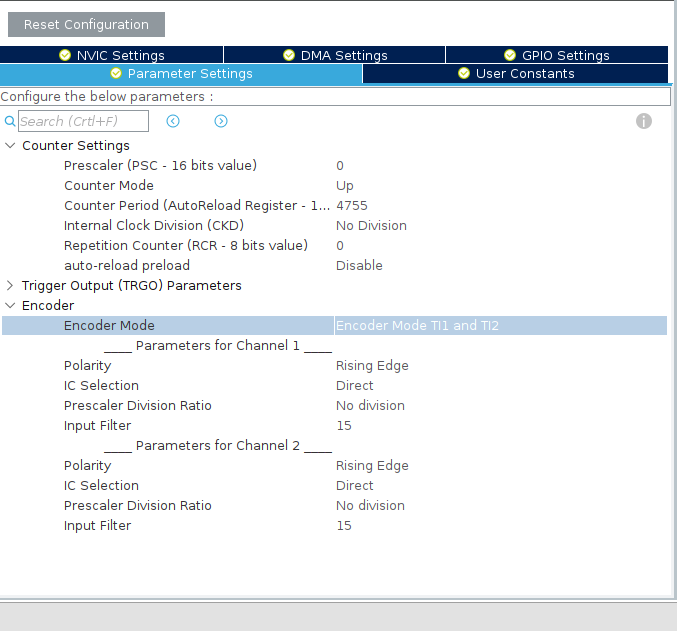 Reset Configuration
NVIC Settings DMA Settings GPIO Settings
Parameter Settings User Constants
Configure the below parameters :
Search (Crtl+F)
Counter Settings
Prescaler (PSC - 16 bits value) 0
Counter Mode Up
Counter Period (AutoReload Register - 1... 4755
Internal Clock Division (CKD) No Division
Repetition Counter (RCR - 8 bits value) 0
auto-reload preload Disable
Trigger Output (TRGO) Parameters
Encoder
Encoder Mode Encoder Mode TI1 and TI2
____ Parameters for Channel 1 ____
Polarity Rising Edge
IC Selection Direct
Prescaler Division Ratio No division
Input Filter 15
____ Parameters for Channel 2 ____
Polarity Rising Edge
IC Selection Direct
Prescaler Division Ratio No division
Input Filter 15